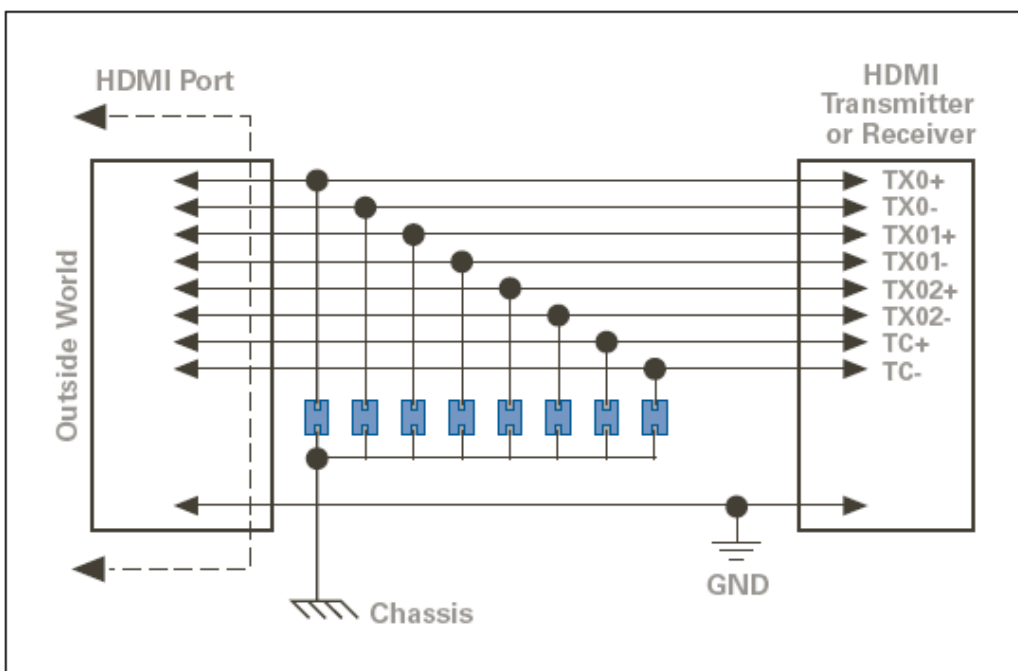 HDMI Port
HDMI
Transmitter
or Receiver
Outside World
TX0+
TX0-
TX01+
TX01-
TX02+
TX02-
TC+
TC-
GND
Chassis